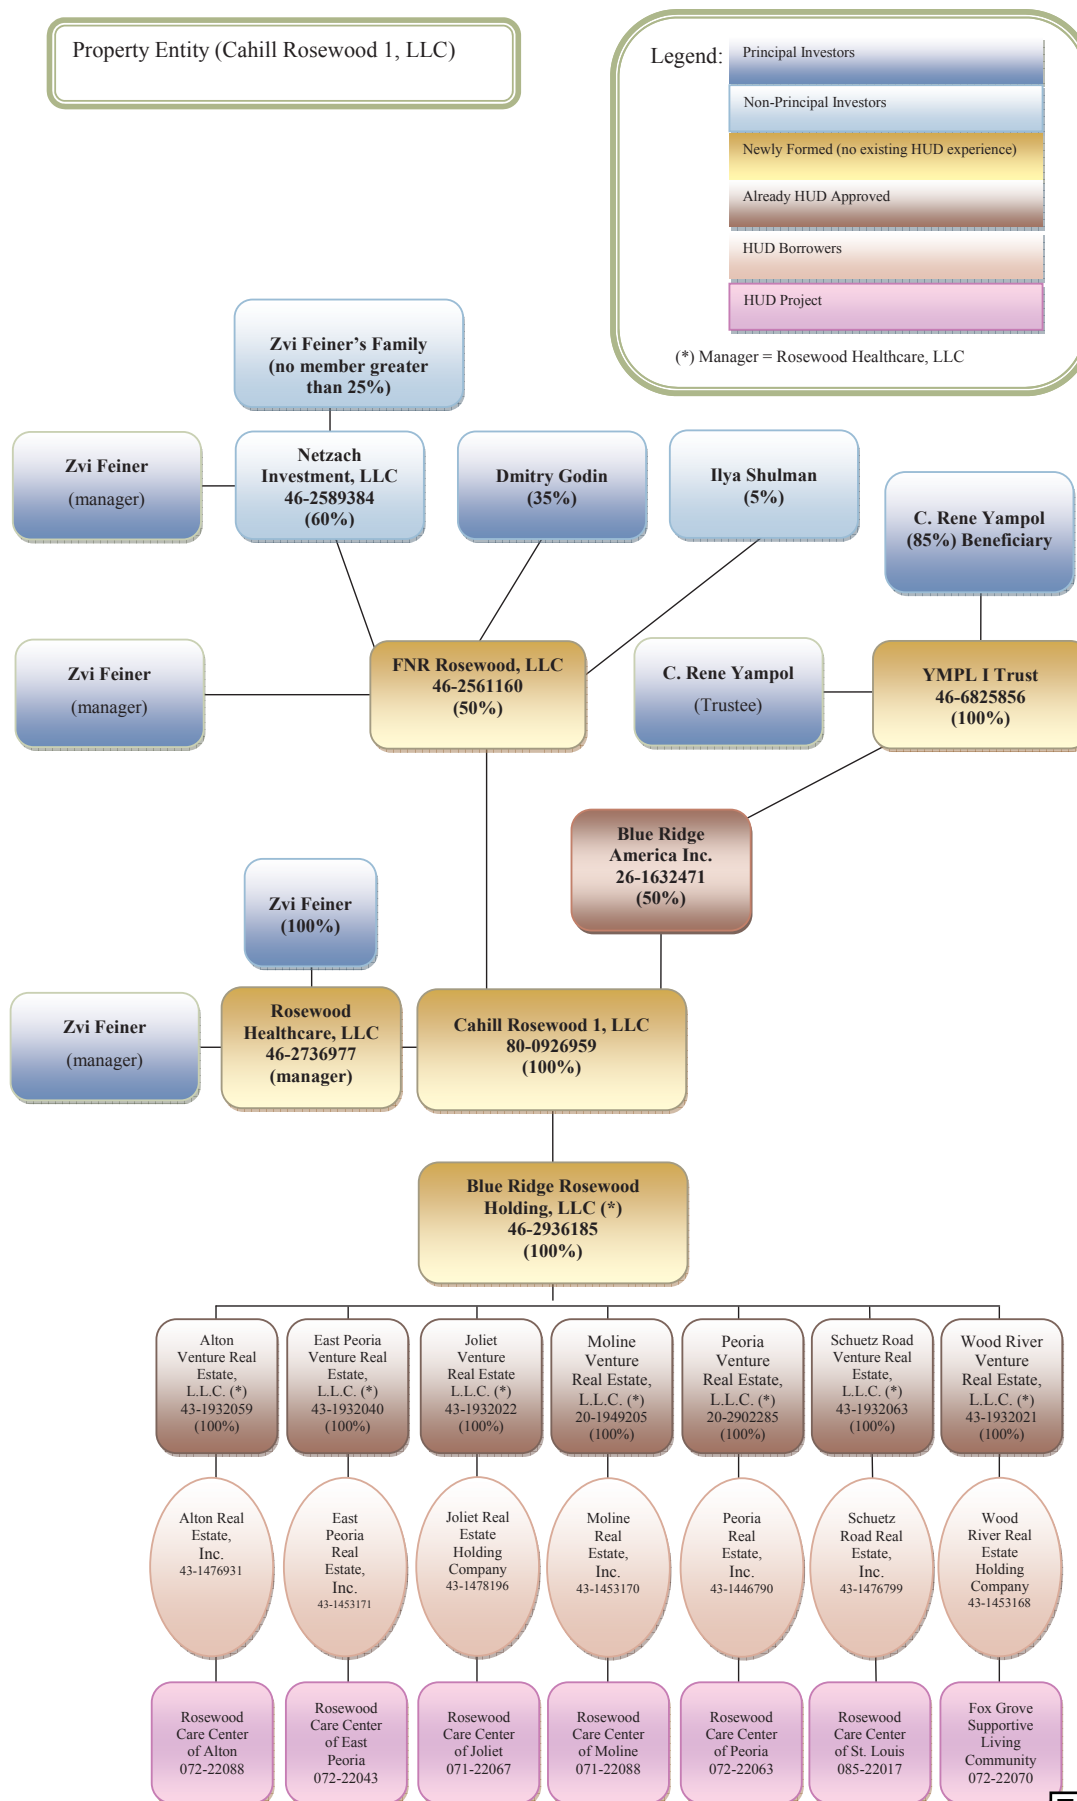 Property Entity (Cahill Rosewood 1, LLC)
Legend:
Principal Investors
Non-Principal Investors
Newly Formed (no existing HUD experience)
Already HUD Approved
HUD Borrowers
HUD Project
(*) Manager = Rosewood Healthcare, LLC
Zvi Feiner's Family
(no member greater
than 25%)
Zvi Feiner
(manager)
Netzach
Investment, LLC
46-2589384
(60%)
Dmitry Godin
(35%)
Ilya Shulman
(5%)
C. Rene Yampol
(85%) Beneficiary
Zvi Feiner
(manager)
FNR Rosewood, LLC
46-2561160
(50%)
C. Rene Yampol
(Trustee)
YMPL I Trust
46-6825856
(100%)
Blue Ridge
America Inc.
26-1632471
(50%)
Zvi Feiner
(100%)
Zvi Feiner
(manager)
Rosewood
Healthcare, LLC
46-2736977
(manager)
Cahill Rosewood 1, LLC
80-0926959
(100%)
Blue Ridge Rosewood
Holding, LLC (*)
46-2936185
(100%)
Alton
Venture Real
Estate,
L.L.C. (*)
43-1932059
(100%)
East Peoria
Venture Real
Estate,
L.L.C. (*)
43-1932040
(100%)
Joliet
Venture
Real Estate
L.L.C. (*)
43-1932022
(100%)
Moline
Venture
Real Estate,
L.L.C. (*)
20-1949205
(100%)
Peoria
Venture
Real Estate,
L.L.C. (*)
20-2902285
(100%)
Schuetz Road
Venture Real
Estate,
L.L.C. (*)
43-1932063
(100%)
Wood River
Venture
Real Estate,
L.L.C. (*)
43-1932021
(100%)
Alton Real
Estate,
Inc.
43-1476931
East
Peoria
Real
Estate,
Inc.
43-1453171
Joliet Real
Estate
Holding
Company
43-1478196
Moline
Real
Estate,
Inc.
43-1453170
Peoria
Real
Estate,
Inc.
43-1446790
Schuetz
Road Real
Estate,
Inc.
43-1476799
Wood
River Real
Estate
Holding
Company
43-1453168
Rosewood
Care Center
of Alton
072-22088
Rosewood
Care Center
of East
Peoria
072-22043
Rosewood
Care Center
of Joliet
071-22067
Rosewood
Care Center
of Moline
071-22088
Rosewood
Care Center
of Peoria
072-22063
Rosewood
Care Center
of St. Louis
085-22017
Fox Grove
Supportive
Living
Community
072-22070